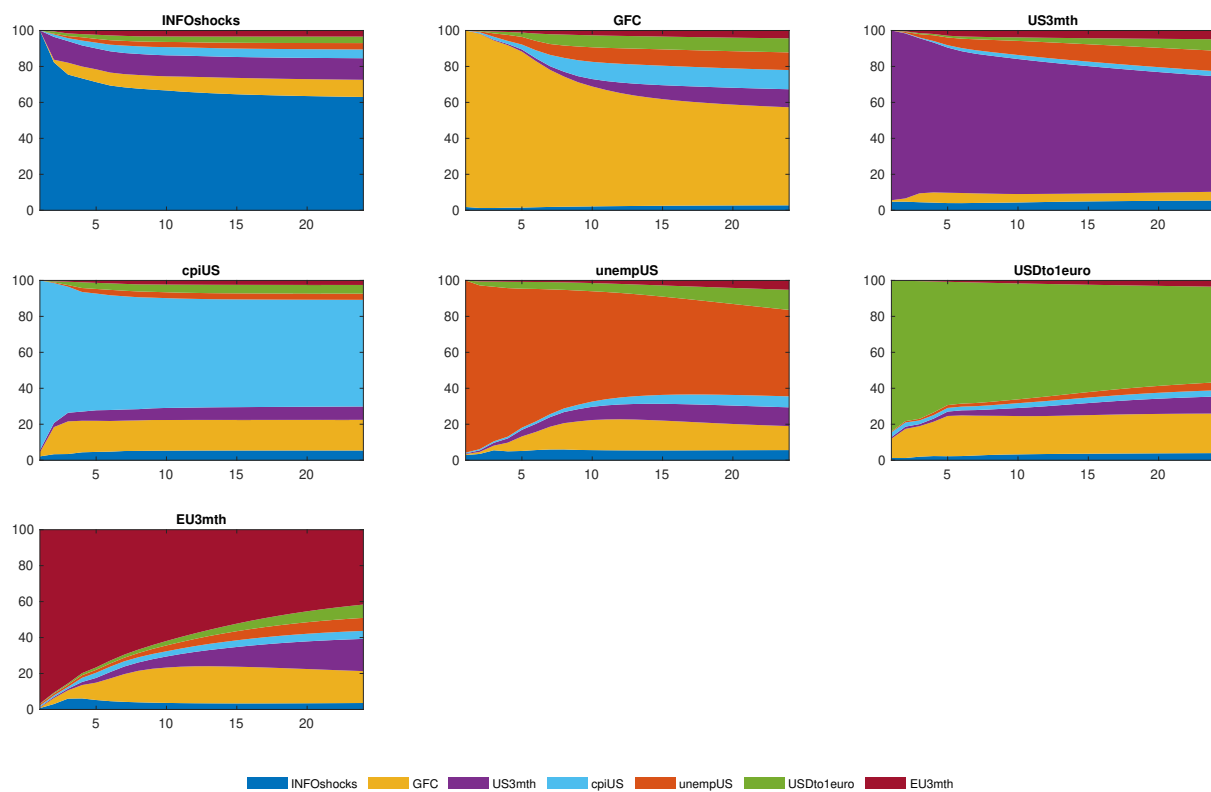 INFOshocks GFC US3mth
100 100 100
80 80 80
60 60 60
40 40 40
20 20 20
0 0 0
5 10 15 20 5 10 15 20 5 10 15 20
cpiUS unempUS USDto1euro
100 100 100
80 80 80
60 60 60
40 40 40
20 20 20
0 0 0
5 10 15 20 5 10 15 20 5 10 15 20
EU3mth
100
80
60
40
20
0
5 10 15 20
INFOshocks GFC US3mth cpiUS unempUS USDto1euro EU3mth